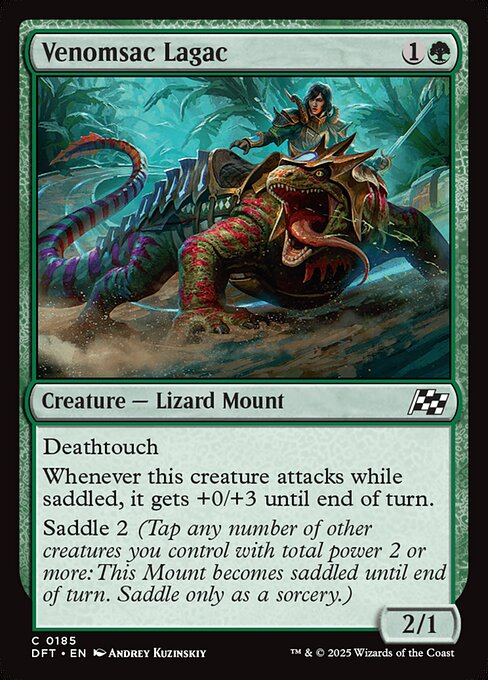 Venomsac Lagac 1
Creature — Lizard Mount
Deathtouch
Whenever this creature attacks while
saddled, it gets +0/+3 until end of turn.
Saddle 2 (Tap any number of other
creatures you control with total power 2 or
more: This Mount becomes saddled until end
of turn. Saddle only as a sorcery.)
2/1
C 0185
DFT • EN Andrey Kuzinskiy
™ & © 2025 Wizards of the Coast